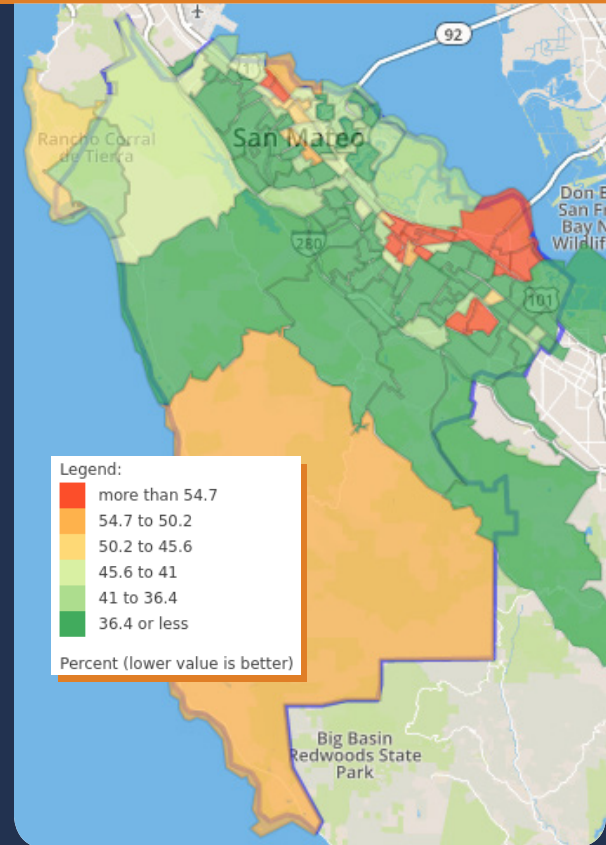 92
Rancho Corral
de Tierra
San Mateo
Don E
San Fr
Bay N
Wildlif
280
101
Legend:
more than 54.7
54.7 to 50.2
50.2 to 45.6
45.6 to 41
41 to 36.4
36.4 or less
Percent (lower value is better)
Big Basin
Redwoods State
Park